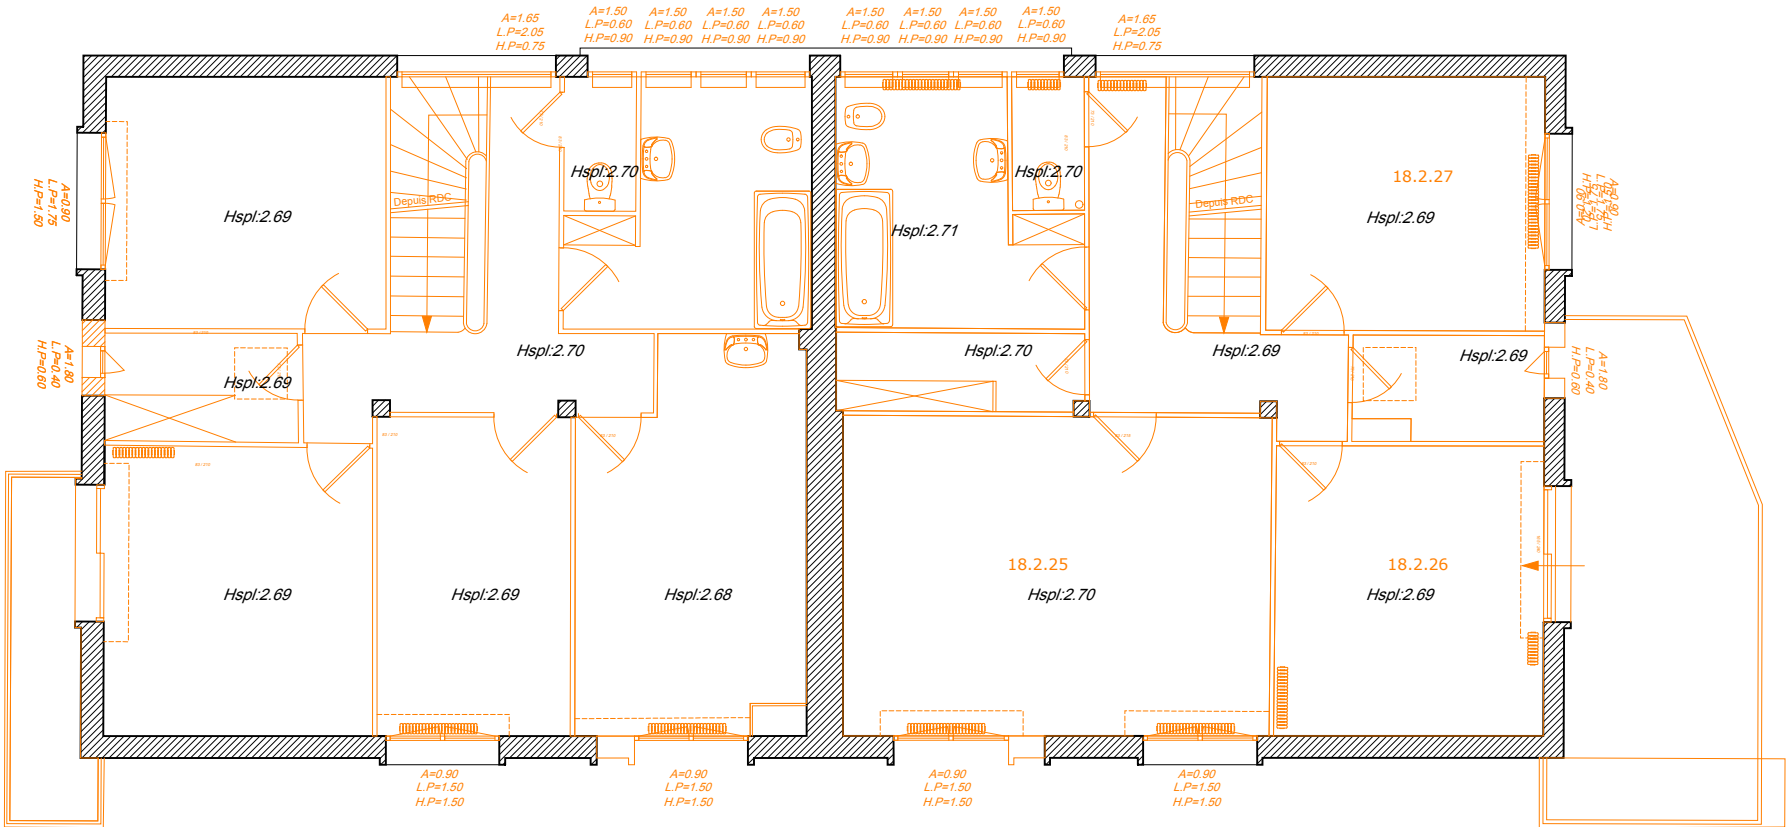 A=1.65
L.P=2.05
H.P=0.75
A=1.50
L.P=0.60
H.P=0.90
A=1.50
L.P=0.60
H.P=0.90
A=1.50
L.P=0.60
H.P=0.90
A=1.50
L.P=0.60
H.P=0.90
A=1.50
L.P=0.60
H.P=0.90
A=1.50
L.P=0.60
H.P=0.90
A=1.50
L.P=0.60
H.P=0.90
A=1.50
L.P=0.60
H.P=0.90
A=1.65
L.P=2.05
H.P=0.75
A=0.90
L.P=1.75
H.P=1.50
Hspl:2.69
Depuis RDC
Hspl:2.70
Hspl:2.71
Hspl:2.70
Depuis RDC
18.2.27
Hspl:2.69
A=1.80
L.P=0.40
H.P=0.60
Hspl:2.69
Hspl:2.70
Hspl:2.70
Hspl:2.69
Hspl:2.69
A=1.80
L.P=0.40
H.P=0.60
Hspl:2.69
Hspl:2.69
Hspl:2.68
18.2.25
Hspl:2.70
18.2.26
Hspl:2.69
A=0.90
L.P=1.50
H.P=1.50
A=0.90
L.P=1.50
H.P=1.50
A=0.90
L.P=1.50
H.P=1.50
A=0.90
L.P=1.50
H.P=1.50